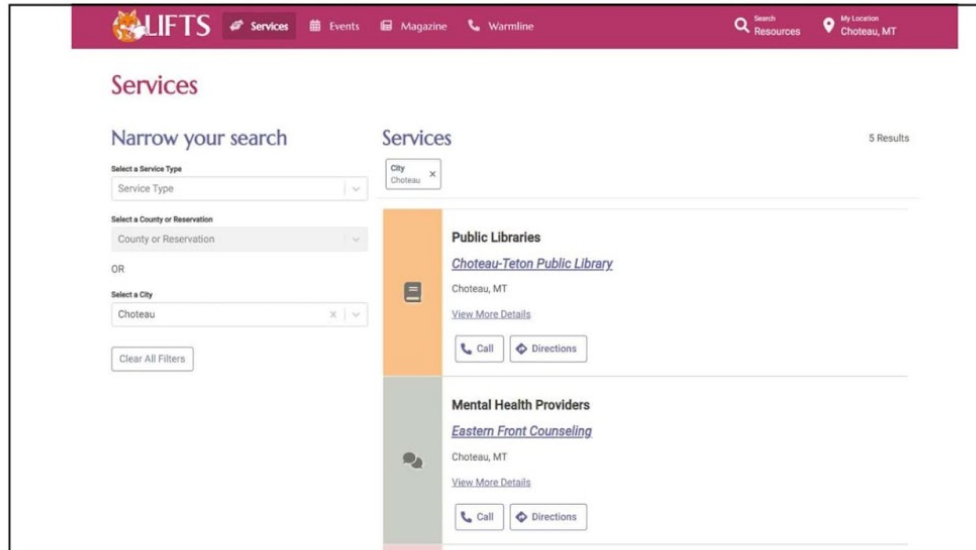 LIFTS
Services
Events
Magazine
Warmline
Search
Resources
My Location
Choteau, MT
Services
Narrow your search
Select a Service Type
Service Type
Select a County or Reservation
County or Reservation
OR
Select a City
Choteau
Clear All Filters
Services
5 Results
City
Choteau
Public Libraries
Choteau-Teton Public Library
Choteau, MT
View More Details
Call
Directions
Mental Health Providers
Eastern Front Counseling
Choteau, MT
View More Details
Call
Directions